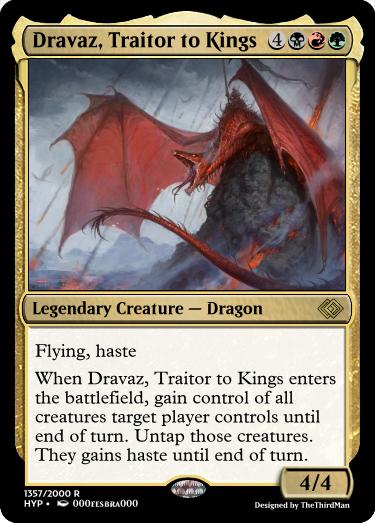 Dravaz, Traitor to Kings 4
Legendary Creature — Dragon
Flying, haste
When Dravaz, Traitor to Kings enters
the battlefield, gain control of all
creatures target player controls until
end of turn. Untap those creatures.
They gains haste until end of turn.
4/4
1357/2000 R
HYP • 000FESBRA000
Designed by TheThirdMan